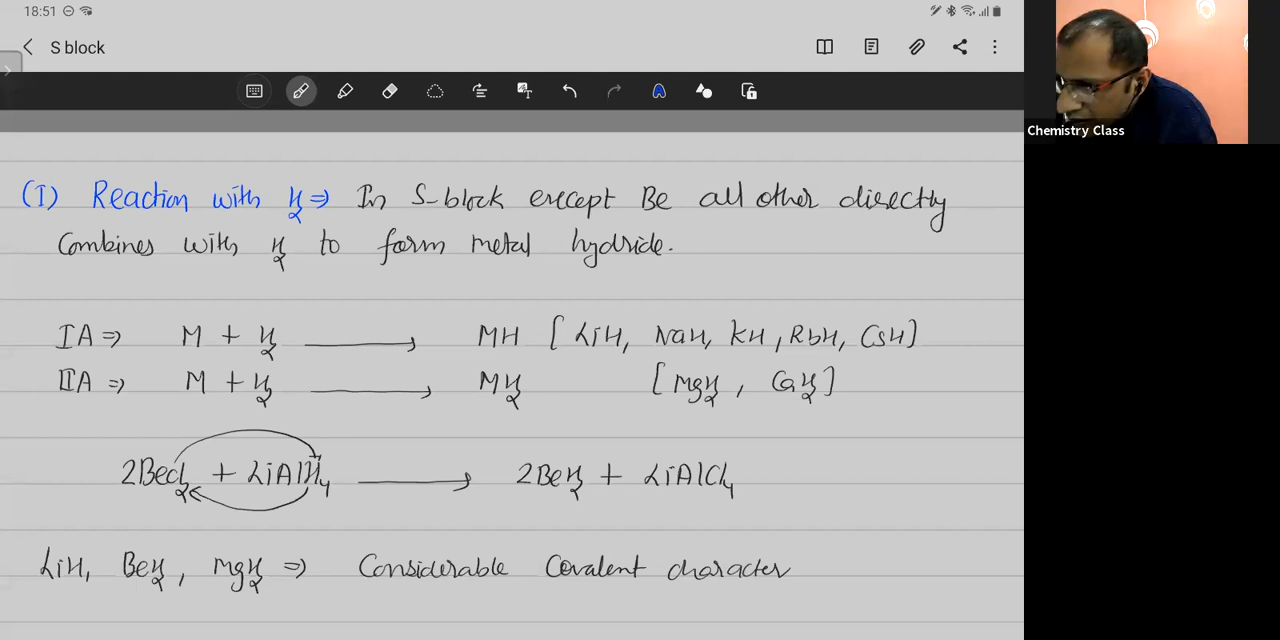 18:51
S block
Chemistry Class
(I) Reaction with H₂ ⇒ In S-block except Be all other directly
Combines with H₂ to form metal hydride.
IA ⇒ M + H₂ ⟶ MH [LiH, NaH, KH, RbH, CsH]
IIA ⇒ M + H₂ ⟶ MH₂ [MgH₂, CaH₂]
2BeCl₂ + LiAlH₄ ⟶ 2BeH₂ + LiAlCl₄
LiH, BeH₂, MgH₂ ⇒ Considerable Covalent character